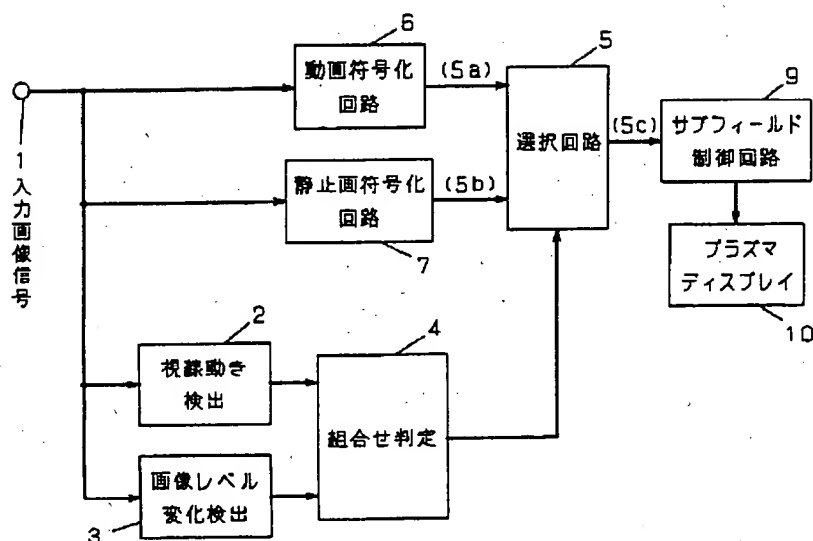 6
動画符号化
回路
(5a)
5
選択回路
(5c)
9
サブフィールド
制御回路
1
入力画像信号
静止画符号化
回路
(5b)
7
プラズマ
ディスプレイ
10
2
視線動き
検出
4
組合せ判定
画像レベル
変化検出
3